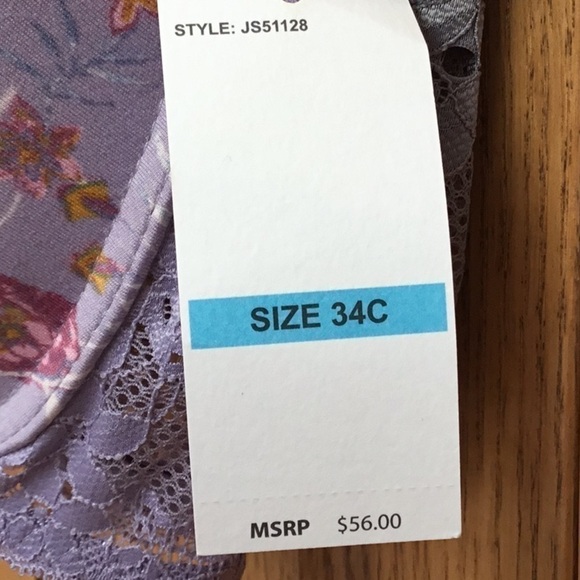 STYLE: JS51128
SIZE 34C
MSRP $56.00